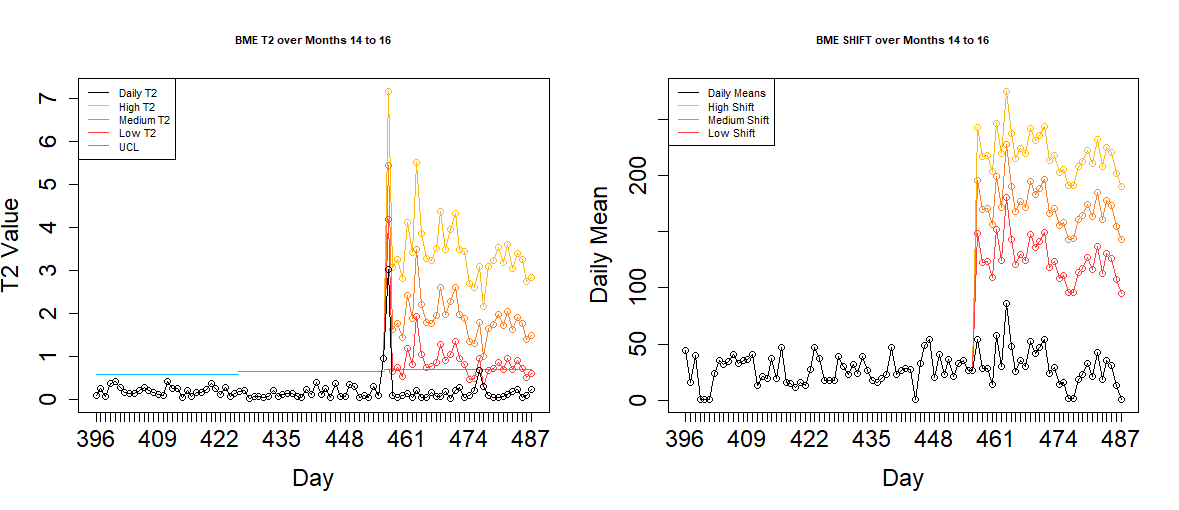 BME T2 over Months 14 to 16
Daily T2
High T2
Medium T2
Low T2
UCL
T2 Value
7
6
5
4
3
2
1
0
396 409 422 435 448 461 474 487
Day
BME SHIFT over Months 14 to 16
Daily Means
High Shift
Medium Shift
Low Shift
Daily Mean
200
100
50
0
396 409 422 435 448 461 474 487
Day